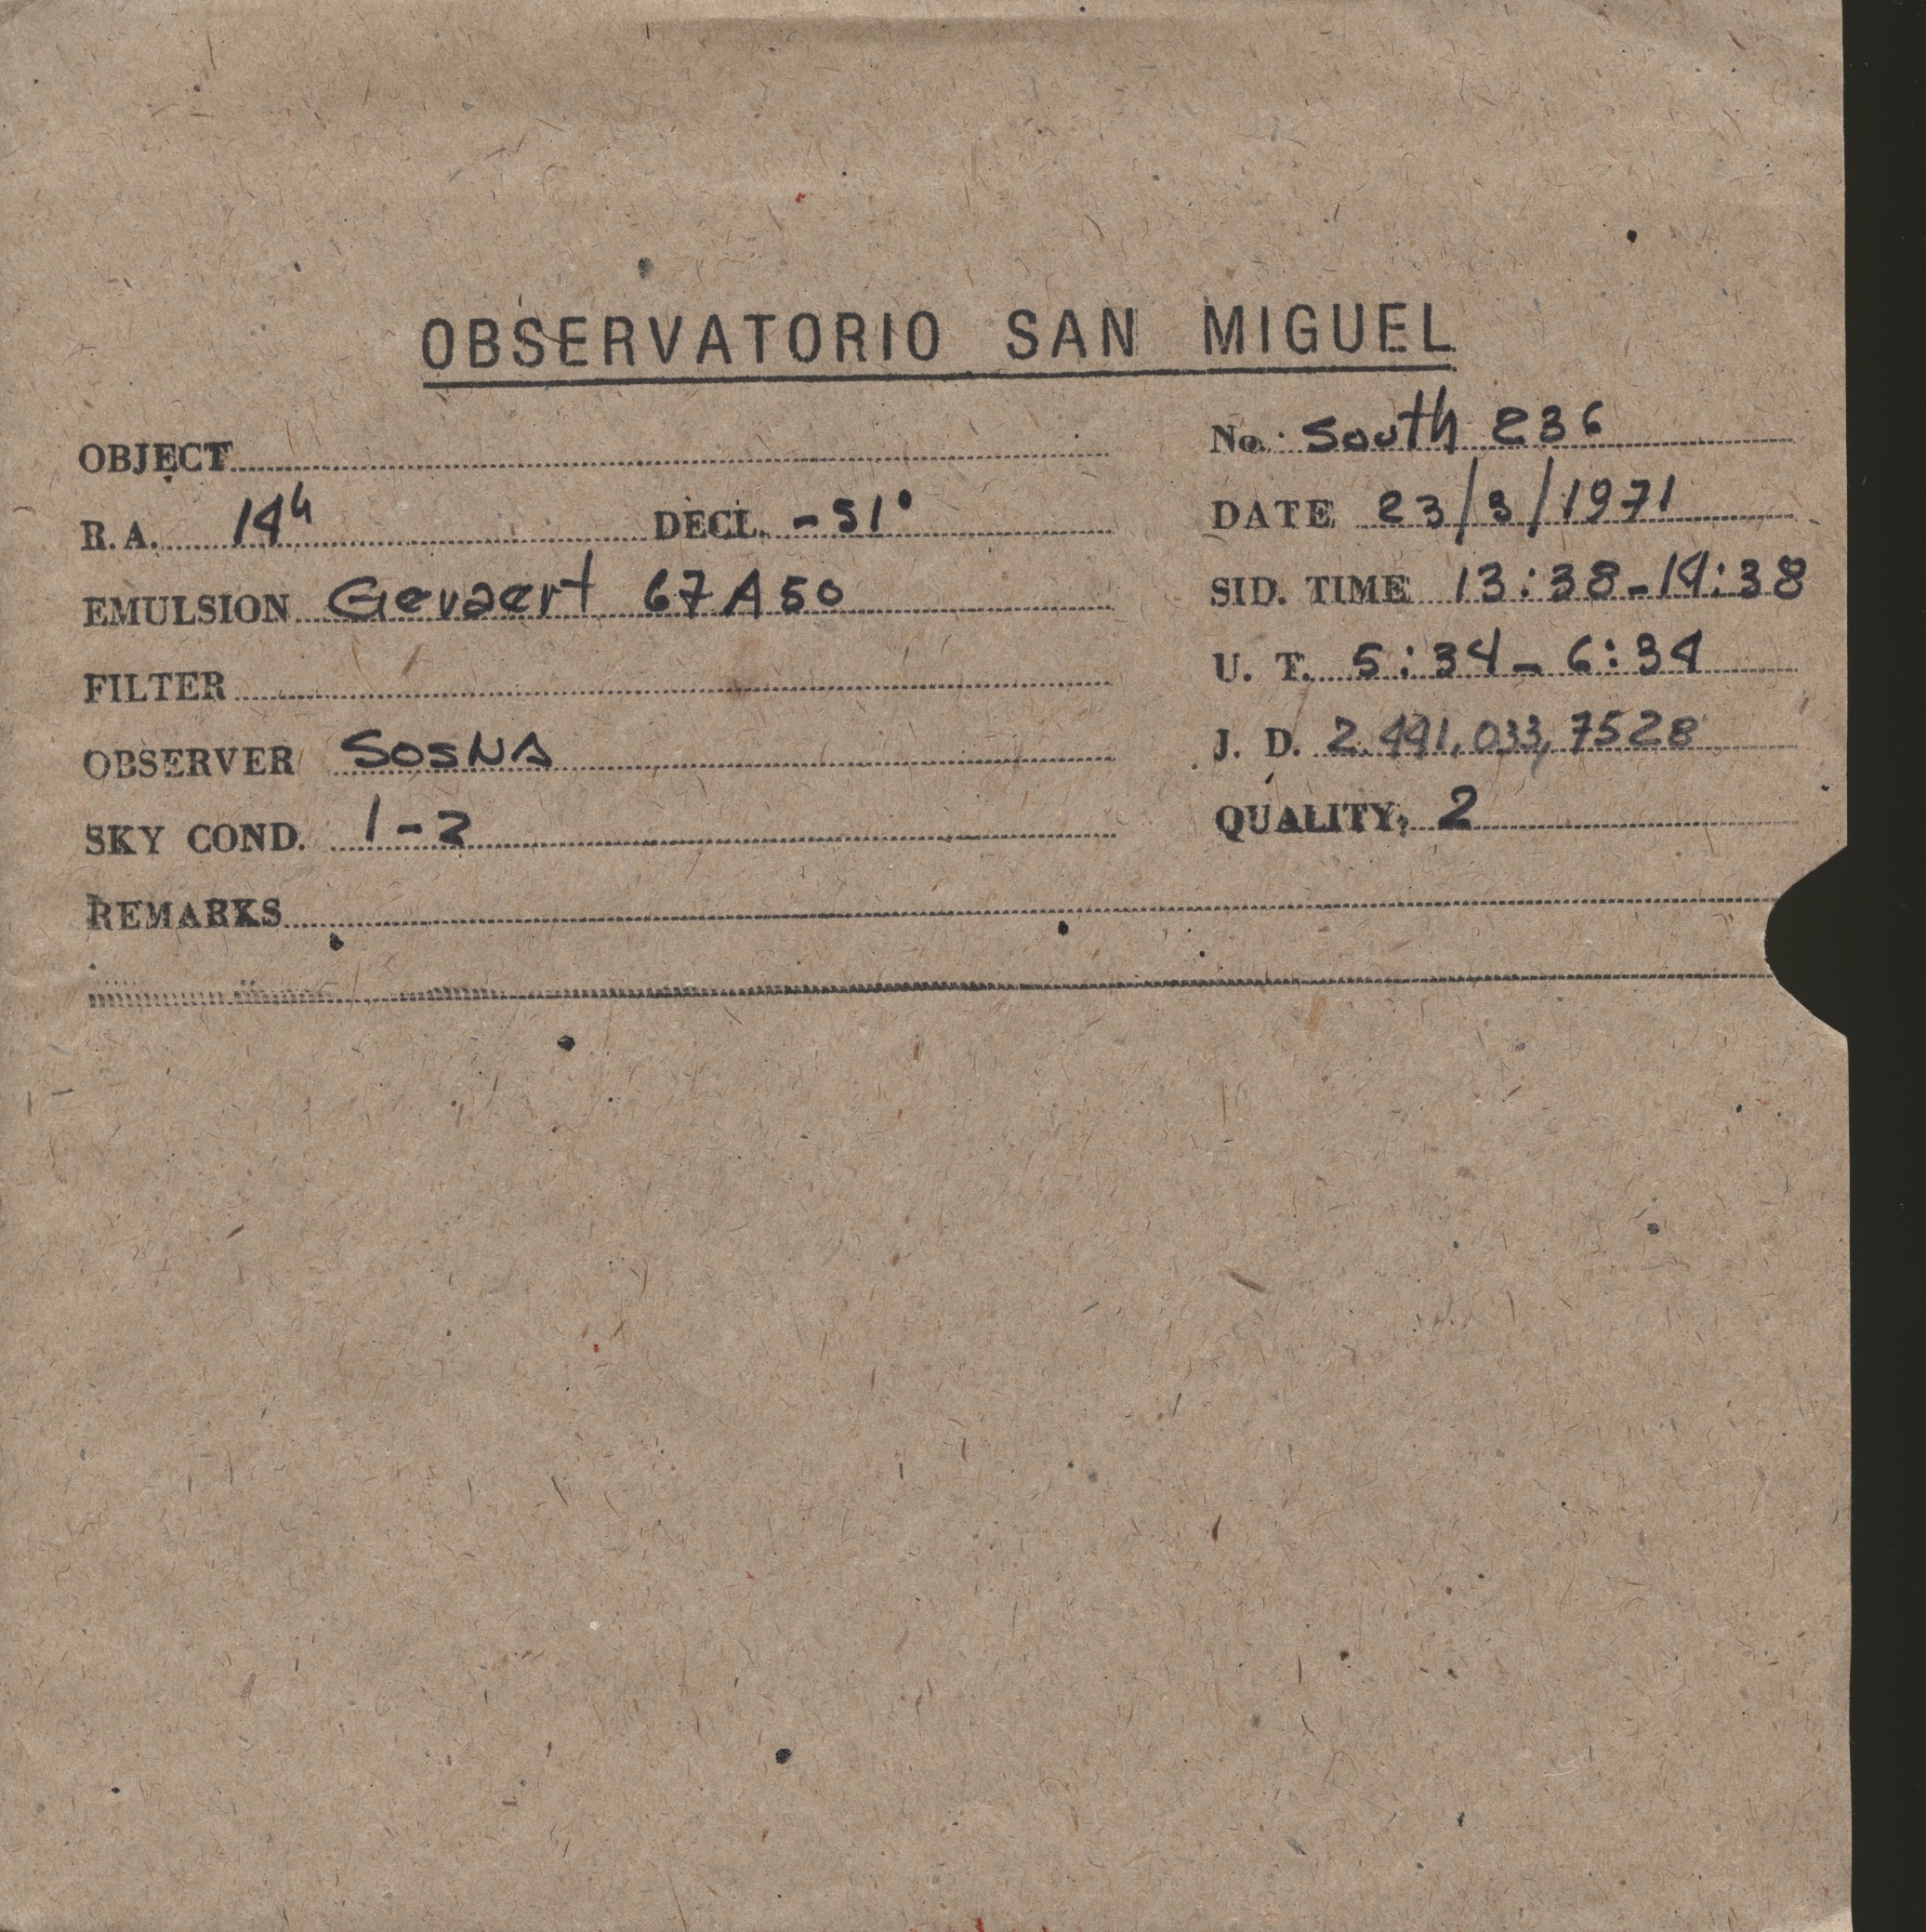 OBSERVATORIO SAN MIGUEL
OBJECT
No. South 236
R.A. 14h DECL. -51°
DATE 23/3/1971
EMULSION Gevaert 67A50
SID. TIME 13:38-14:38
FILTER
U. T. 5:34-6:34
OBSERVER SOSNA
J. D. 2.441,033,7528
SKY COND. 1-2
QUALITY: 2
REMARKS